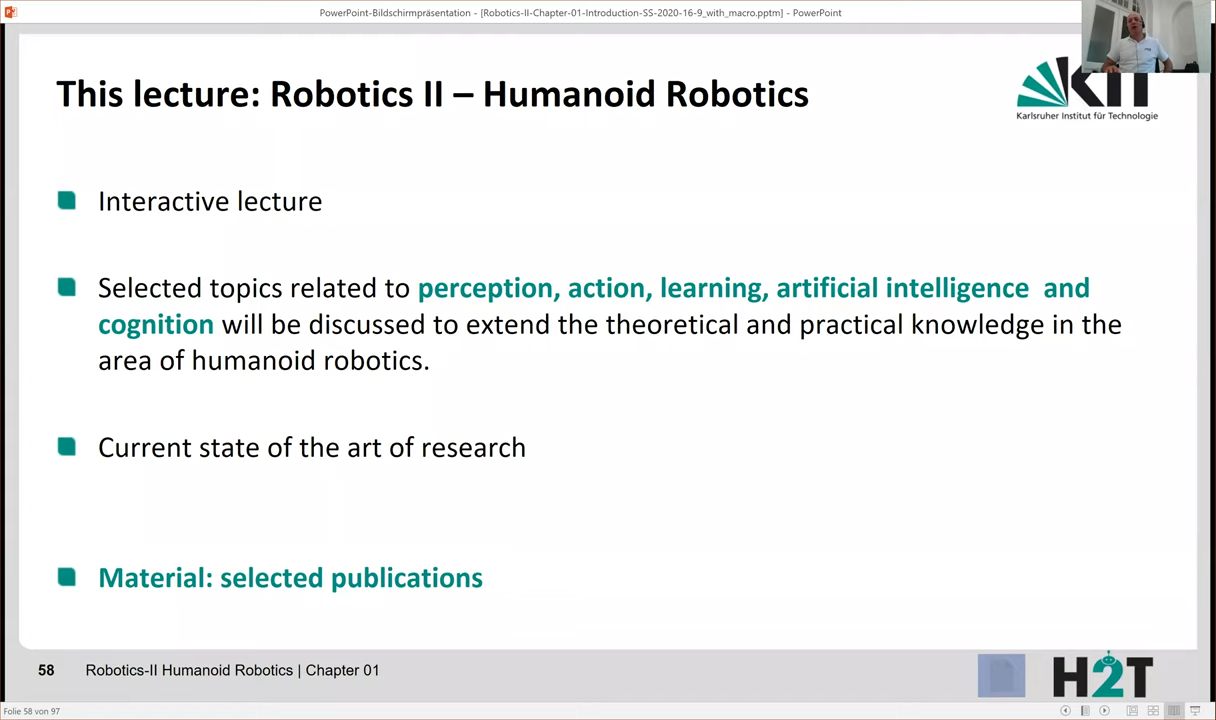 PowerPoint-Bildschirmpräsentation - [Robotics-II-Chapter-01-Introduction-SS-2020-16-9_with_macro.pptm] - PowerPoint
This lecture: Robotics II – Humanoid Robotics
KIT
Karlsruher Institut für Technologie
Interactive lecture
Selected topics related to perception, action, learning, artificial intelligence and
cognition will be discussed to extend the theoretical and practical knowledge in the
area of humanoid robotics.
Current state of the art of research
Material: selected publications
58 Robotics-II Humanoid Robotics | Chapter 01
H2T
Folie 58 von 97